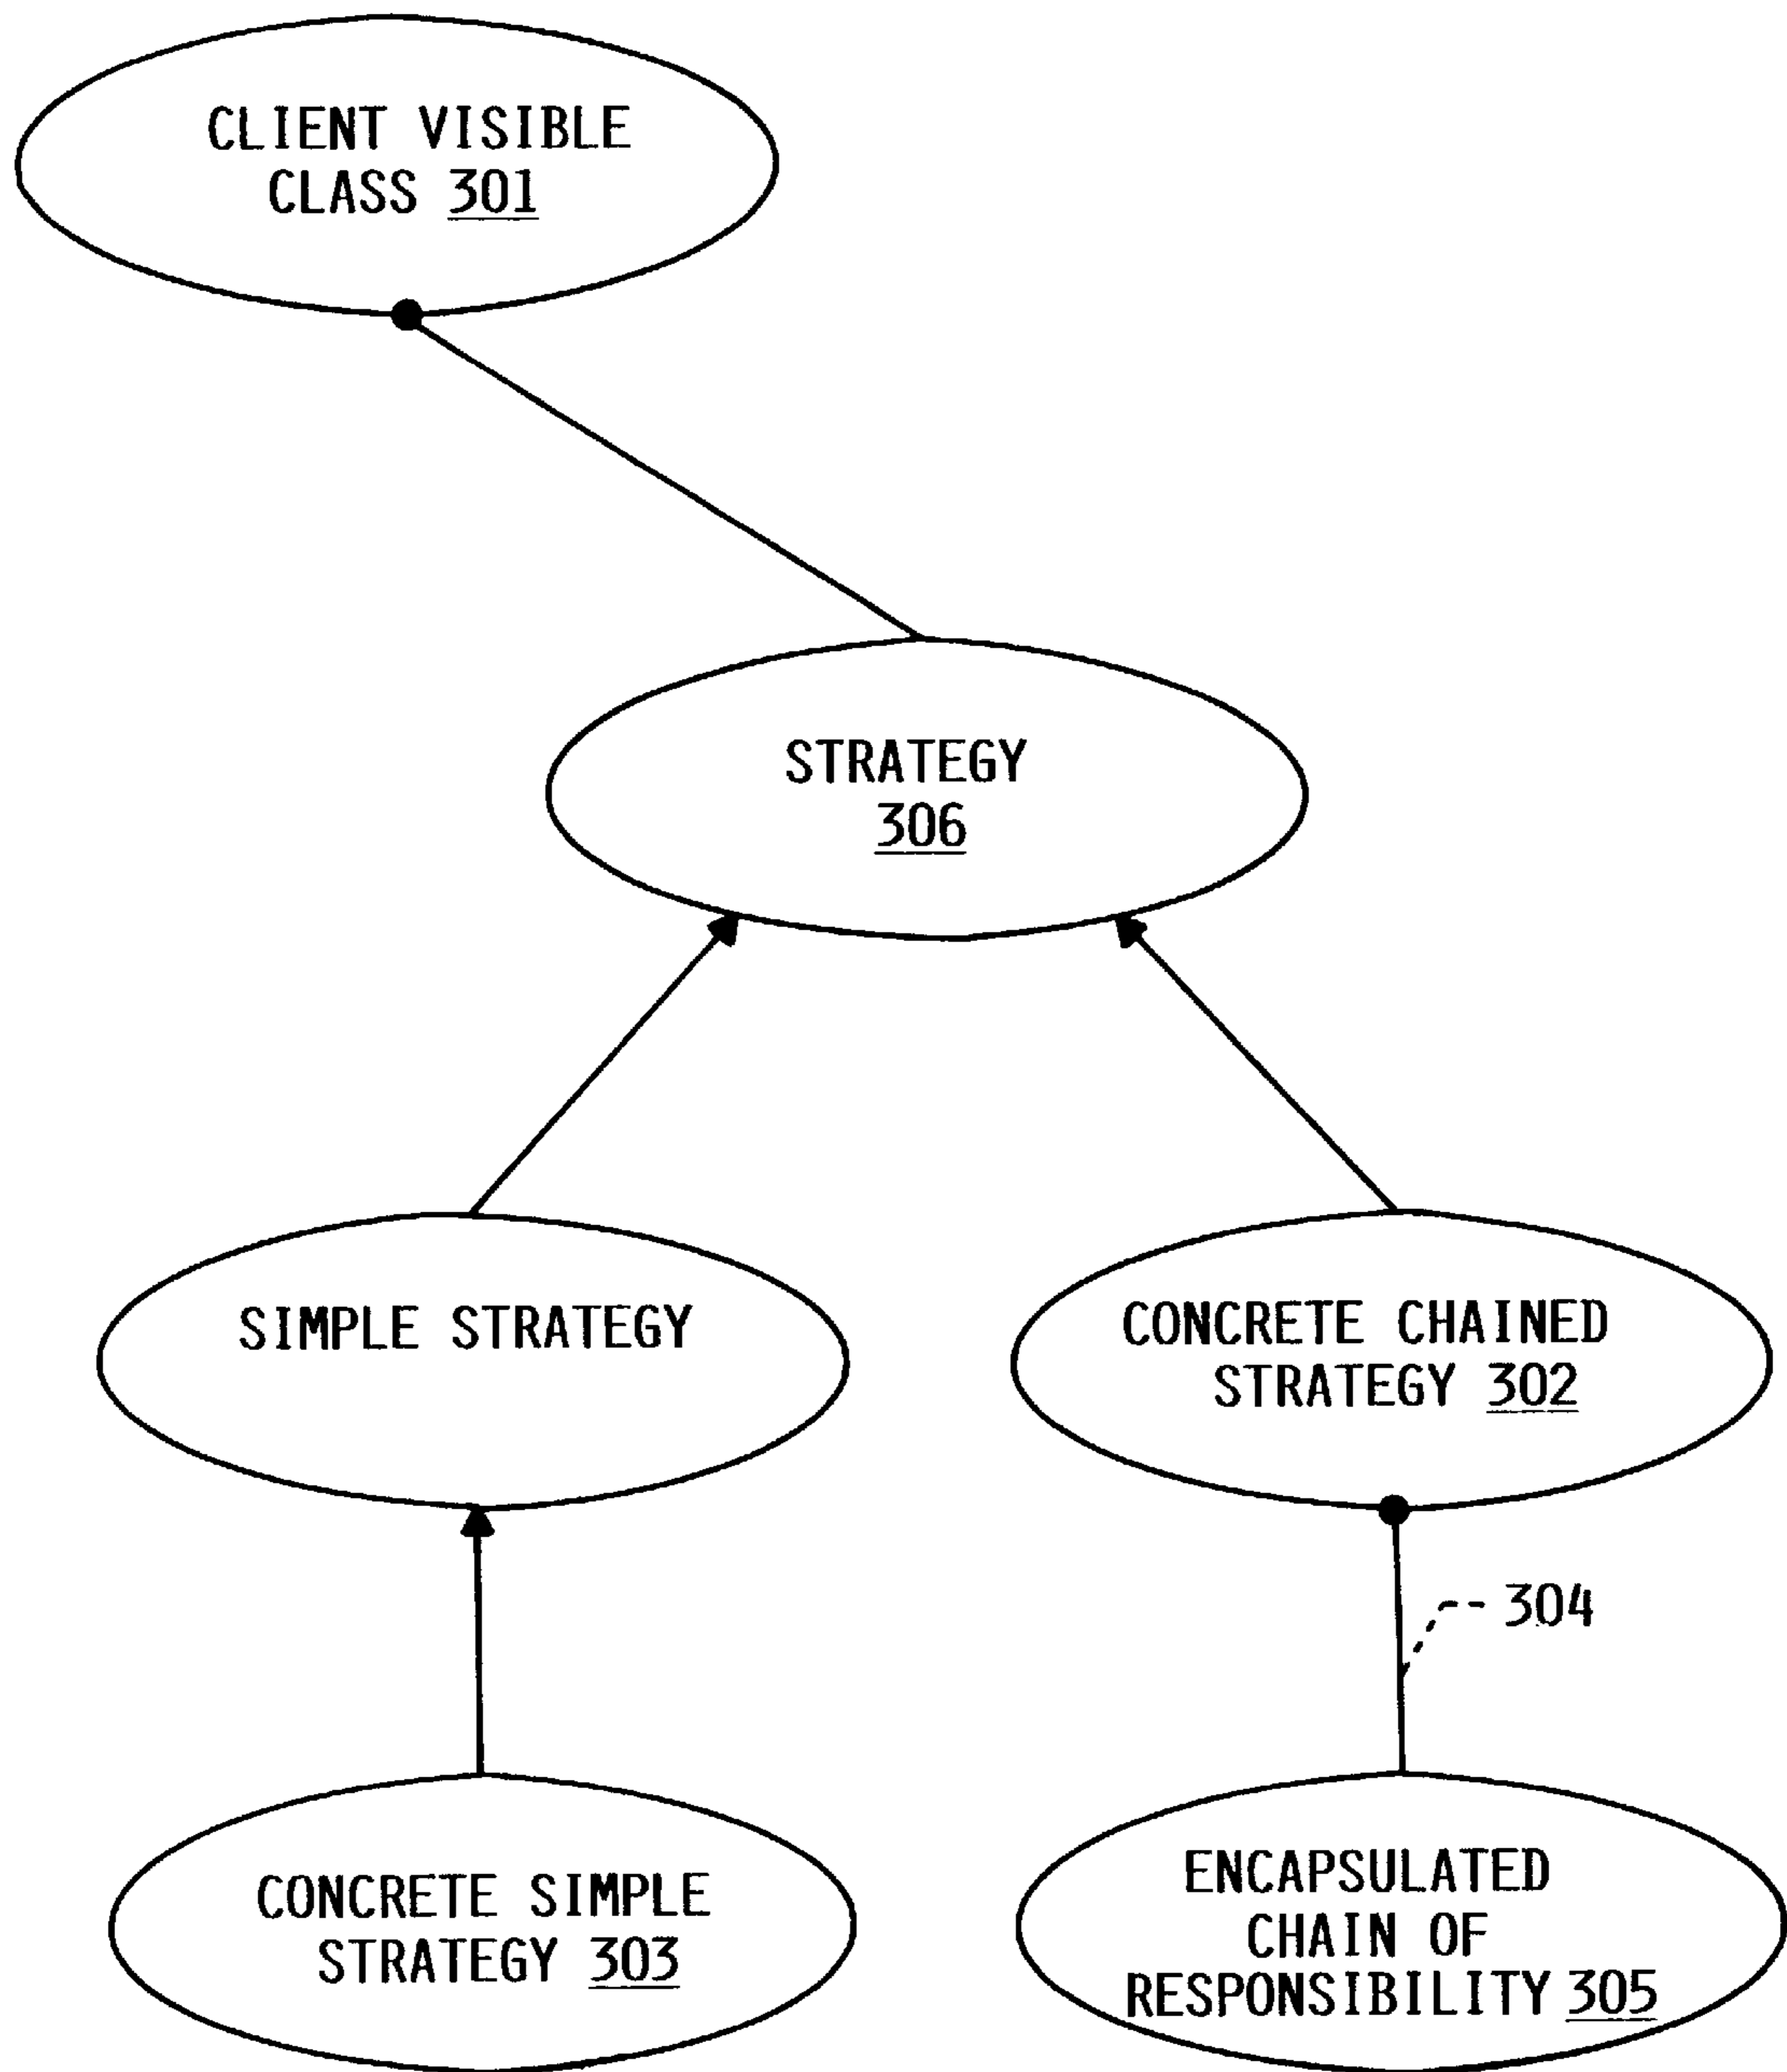 CLIENT VISIBLE
CLASS 301
STRATEGY
306
SIMPLE STRATEGY
CONCRETE CHAINED
STRATEGY 302
304
CONCRETE SIMPLE
STRATEGY 303
ENCAPSULATED
CHAIN OF
RESPONSIBILITY 305